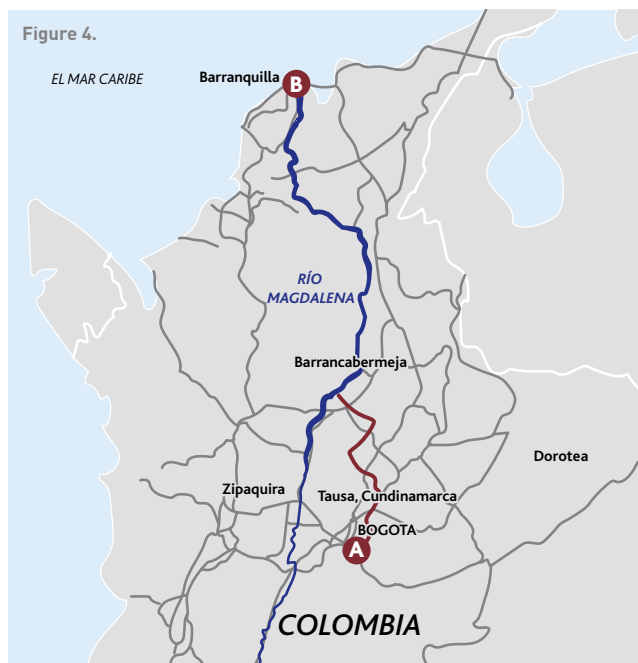 Figure 4.
EL MAR CARIBE
Barranquilla
B
RÍO
MAGDALENA
Barrancabermeja
Dorotea
Zipaquira
Tausa, Cundinamarca
BOGOTA
A
COLOMBIA